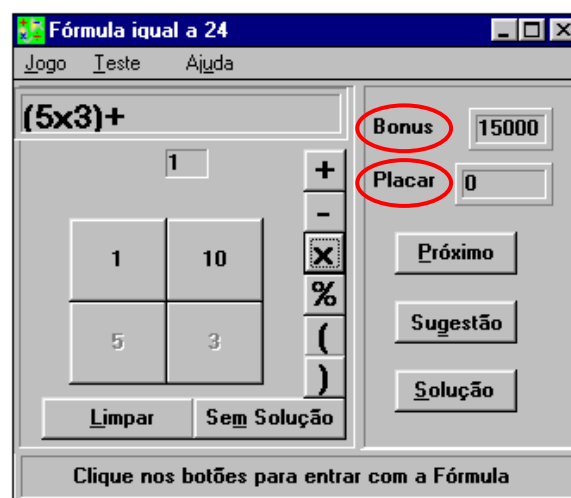 Fórmula iqual a 24
Jogo Teste Ajuda
(5x3)+
1
1 10
5 3
+
-
x
%
(
)
Limpar Sem Solução
Bonus 15000
Placar 0
Próximo
Sugestão
Solução
Clique nos botões para entrar com a Fórmula